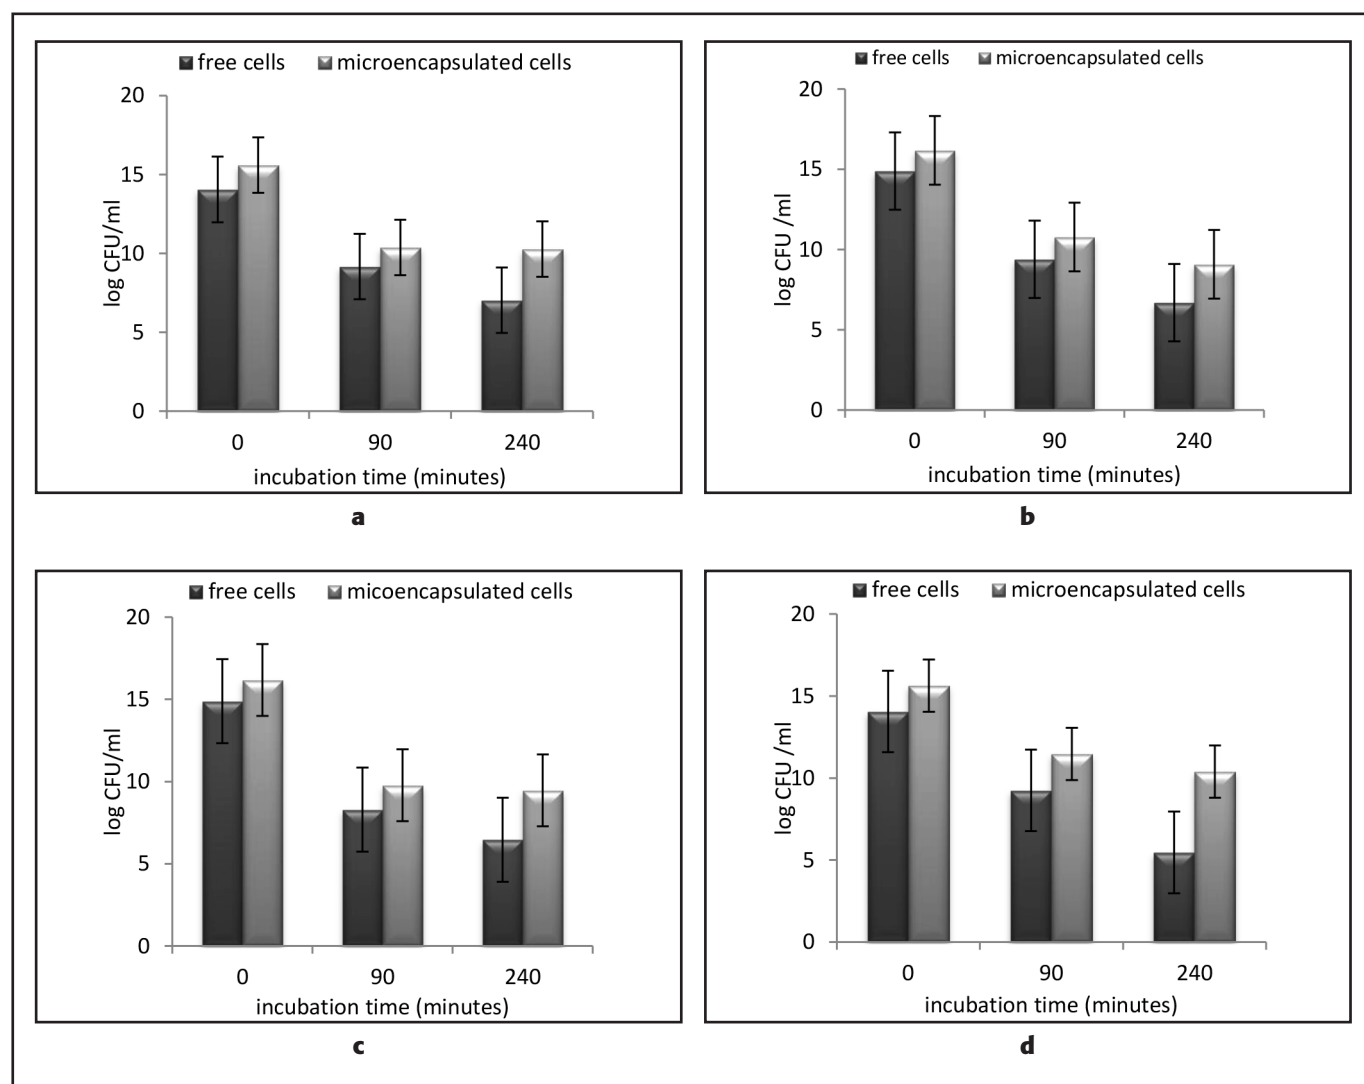 free cells microencapsulated cells
20
15
10
5
0
log CFU/ml
0 90 240
incubation time (minutes)
a
free cells microencapsulated cells
20
15
10
5
0
log CFU /ml
0 90 240
incubation time (minutes)
b
free cells micoencapsulated cells
20
15
10
5
0
log CFU/ml
0 90 240
incubation time (minutes)
c
free cells microencapsulated cells
20
15
10
5
0
log CFU /ml
0 90 240
incubation time (minutes)
d